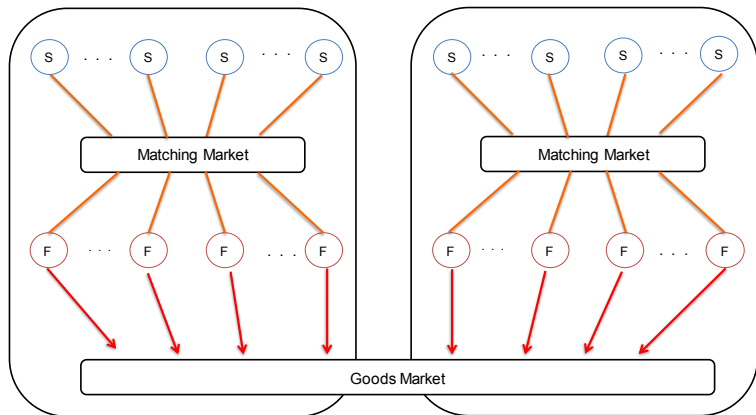 S . . . S S . . . S S . . . S S . . . S
Matching Market Matching Market
F . . . F F . . . F F . . . F F . . . F
Goods Market